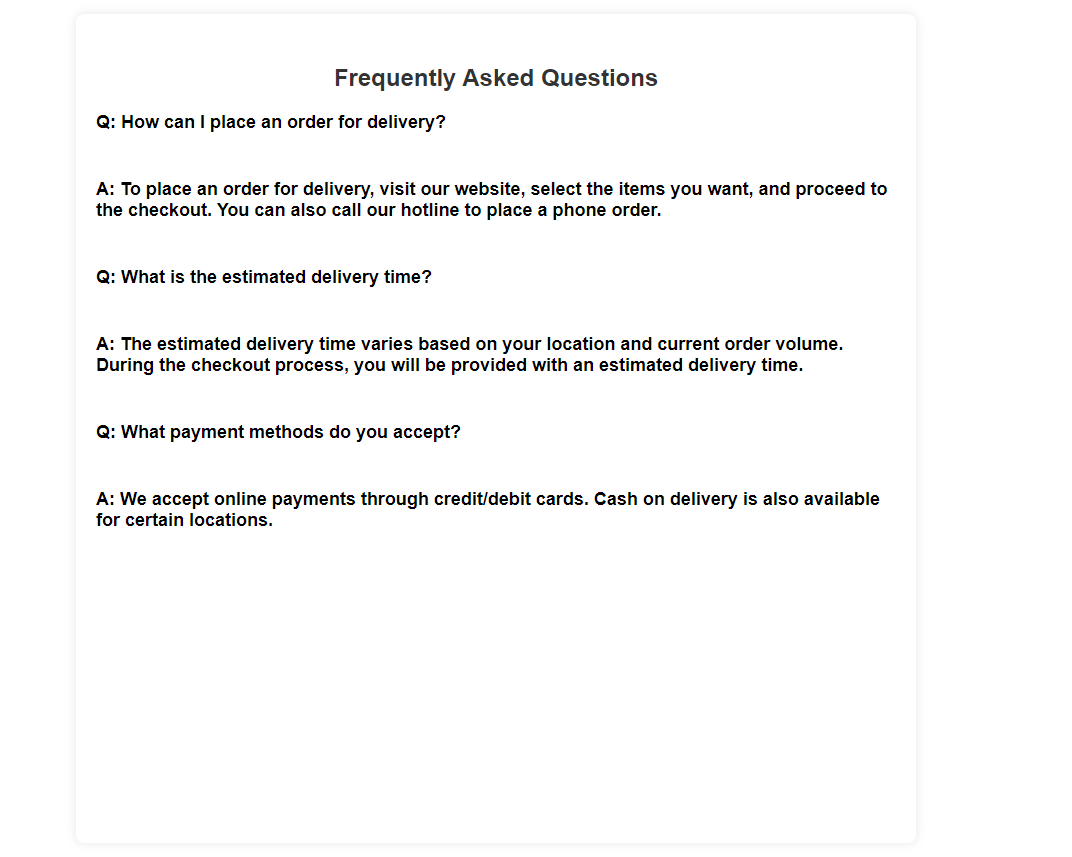 Frequently Asked Questions
Q: How can I place an order for delivery?
A: To place an order for delivery, visit our website, select the items you want, and proceed to
the checkout. You can also call our hotline to place a phone order.
Q: What is the estimated delivery time?
A: The estimated delivery time varies based on your location and current order volume.
During the checkout process, you will be provided with an estimated delivery time.
Q: What payment methods do you accept?
A: We accept online payments through credit/debit cards. Cash on delivery is also available
for certain locations.